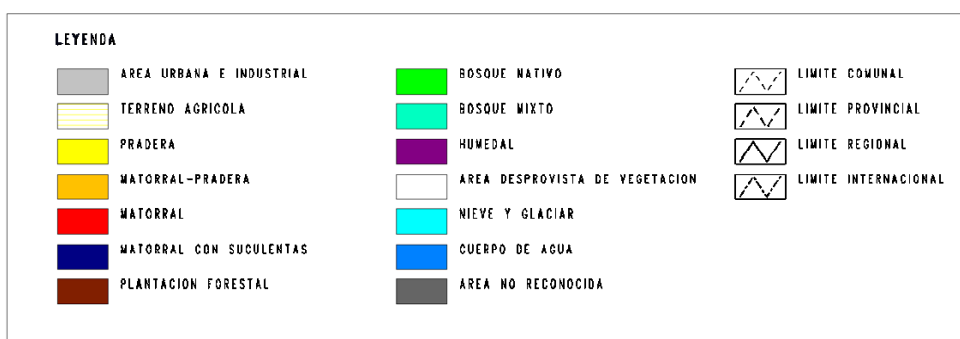 LEYENDA
AREA URBANA E INDUSTRIAL
TERRENO AGRICOLA
PRADERA
MATORRAL-PRADERA
MATORRAL
MATORRAL CON SUCULENTAS
PLANTACION FORESTAL
BOSQUE NATIVO
BOSQUE MIXTO
HUMEDAL
AREA DESPROVISTA DE VEGETACION
NIEVE Y GLACIAR
CUERPO DE AGUA
AREA NO RECONOCIDA
LIMITE COMUNAL
LIMITE PROVINCIAL
LIMITE REGIONAL
LIMITE INTERNACIONAL